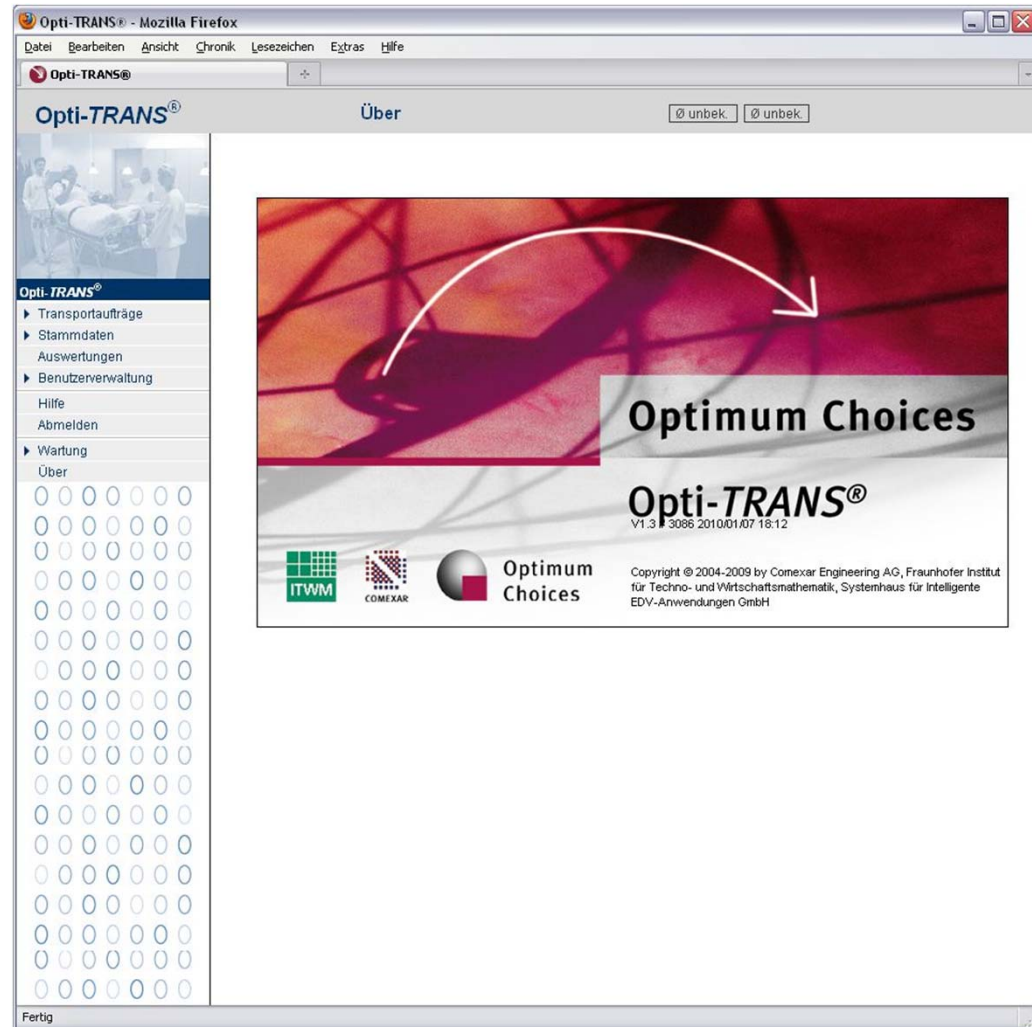 Opti-TRANS® - Mozilla Firefox
Datei Bearbeiten Ansicht Chronik Lesezeichen Extras Hilfe
Opti-TRANS®
Opti-TRANS® Über Ø unbek. Ø unbek.
Opti-TRANS®
Transportaufträge
Stammdaten
Auswertungen
Benutzerverwaltung
Hilfe
Abmelden
Wartung
Über
Optimum Choices
Opti-TRANS®
V1.3 # 3086 2010/01/07 18:12
ITWM
COMEXAR
Optimum
Choices
Copyright © 2004-2009 by Comexar Engineering AG, Fraunhofer Institut
für Techno- und Wirtschaftsmathematik, Systemhaus für Intelligente
EDV-Anwendungen GmbH
Fertig